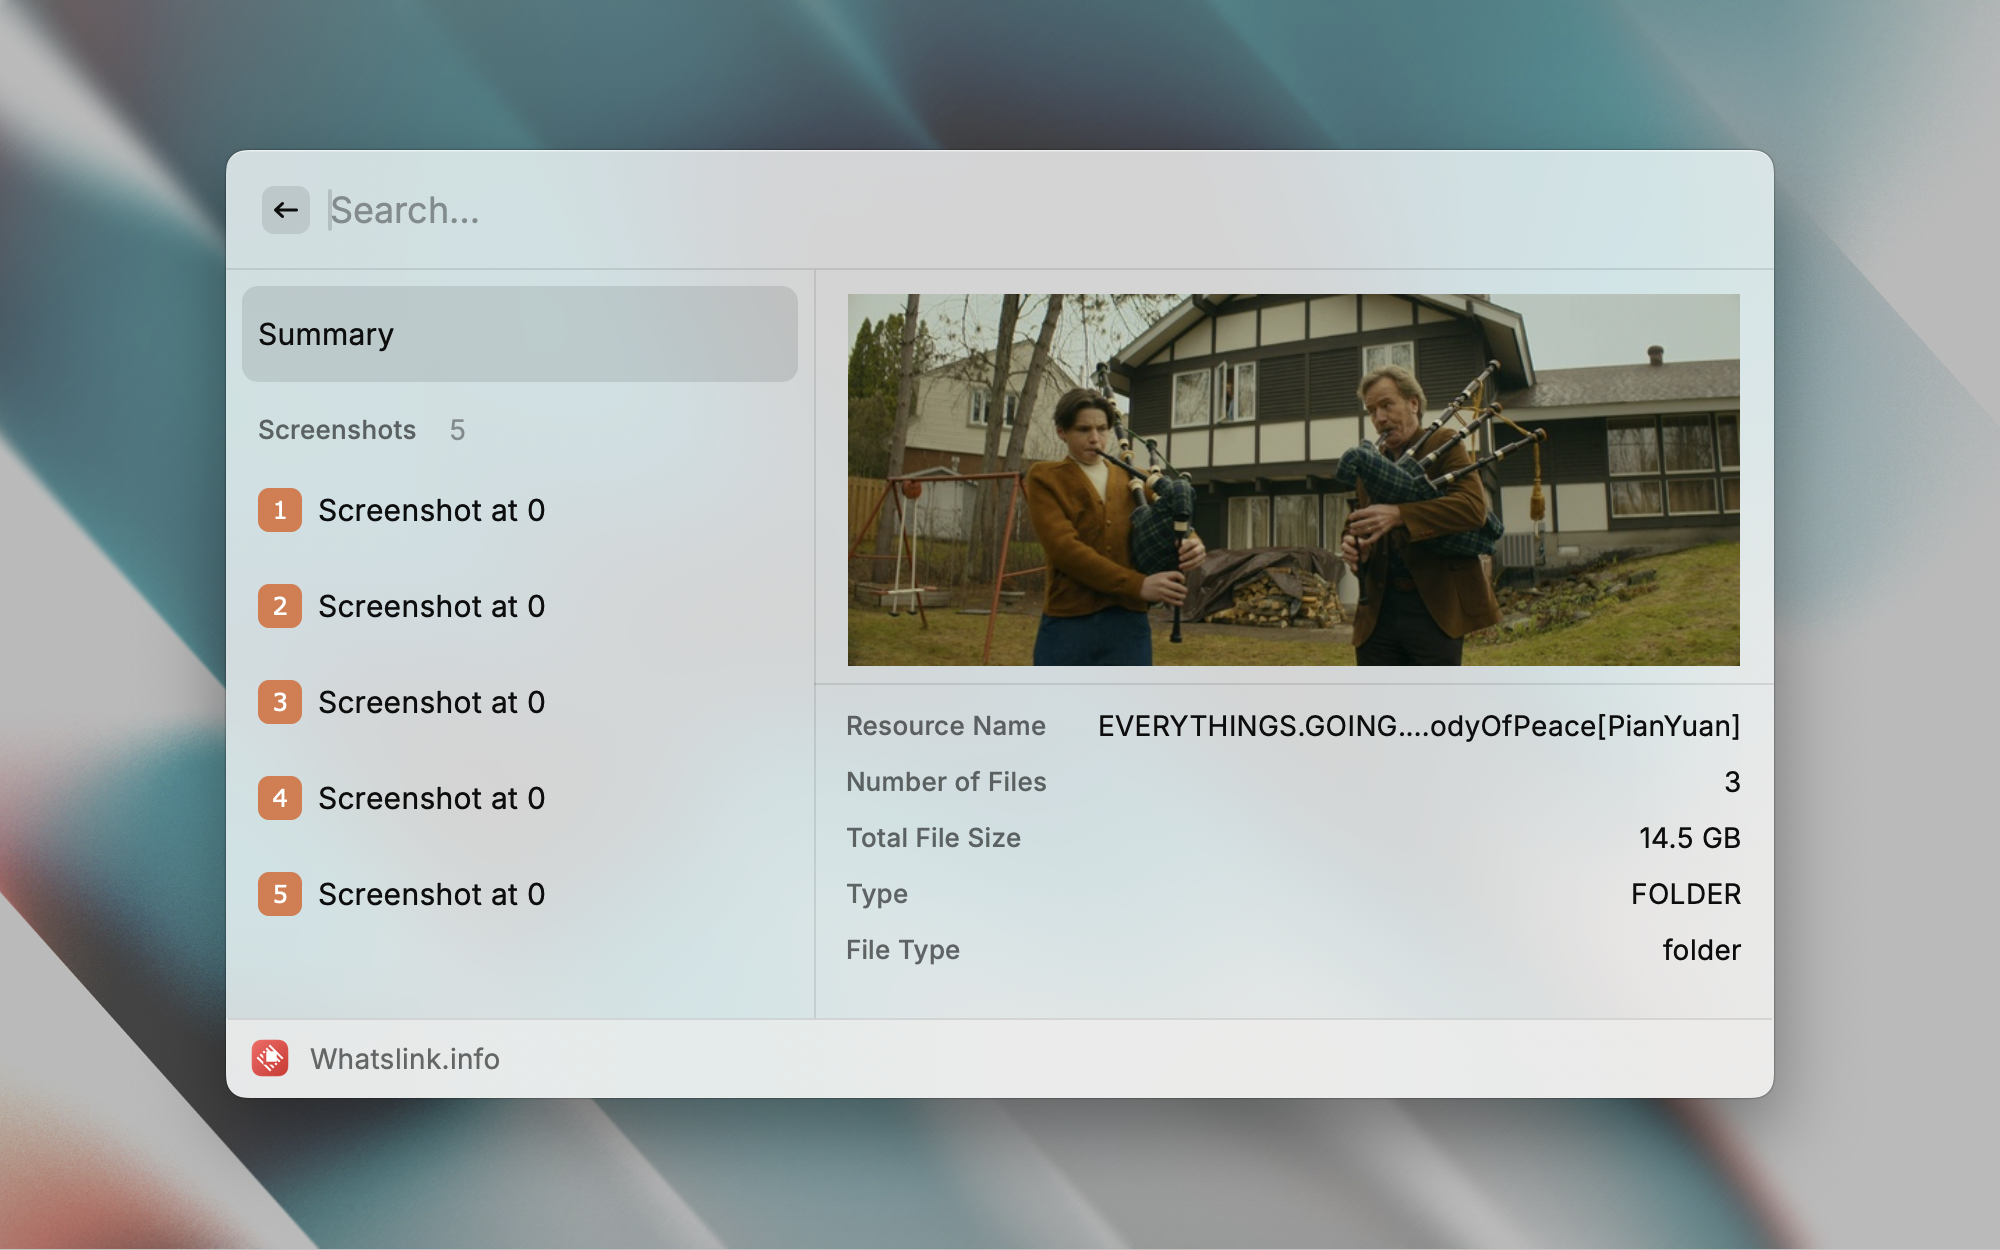 Search...
Summary
Screenshots 5
1 Screenshot at 0
2 Screenshot at 0
3 Screenshot at 0
4 Screenshot at 0
5 Screenshot at 0
Resource Name EVERYTHINGS.GOING....odyOfPeace[PianYuan]
Number of Files 3
Total File Size 14.5 GB
Type FOLDER
File Type folder
Whatslink.info